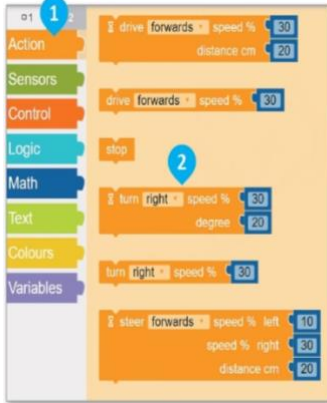 1 2
1
Action
Sensors
Control
Logic
Math
Text
Colours
Variables
drive forwards speed % 30
distance cm 20
drive forwards speed % 30
stop
2
turn right speed % 30
degree 20
turn right speed % 30
steer forwards speed % left 10
speed % right 30
distance cm 20